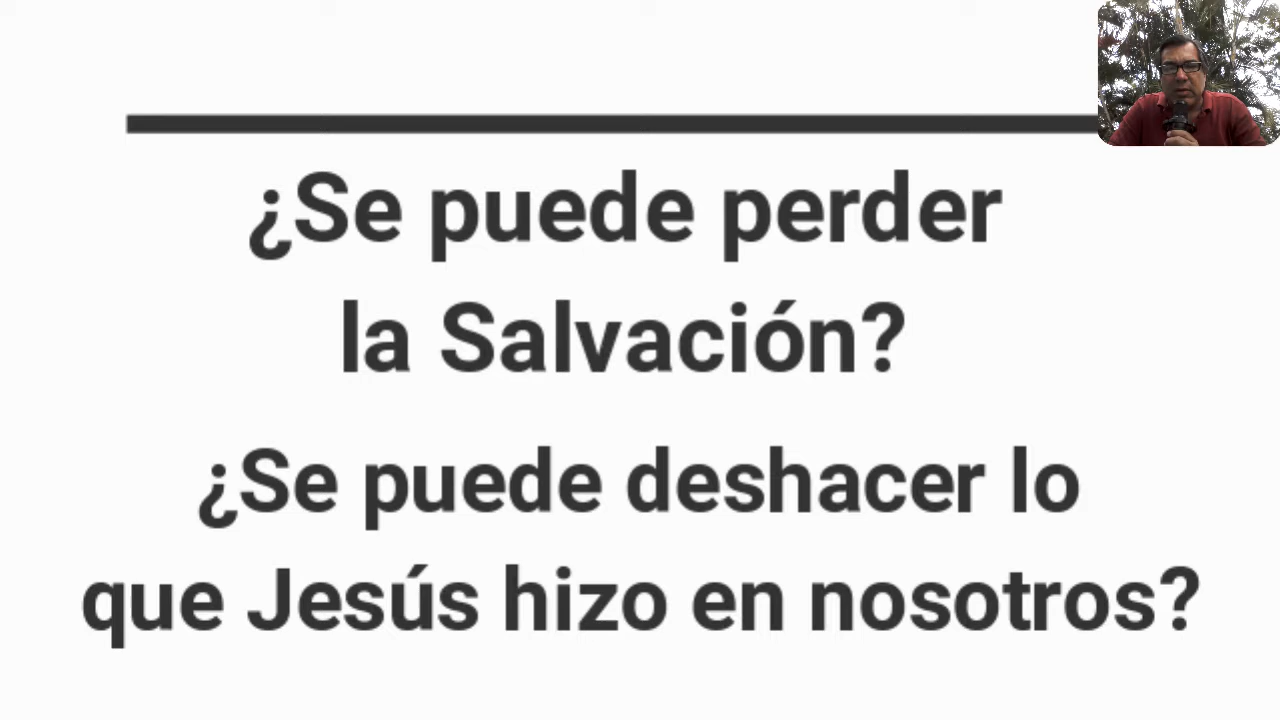 ¿Se puede perder
la Salvación?
¿Se puede deshacer lo
que Jesús hizo en nosotros?